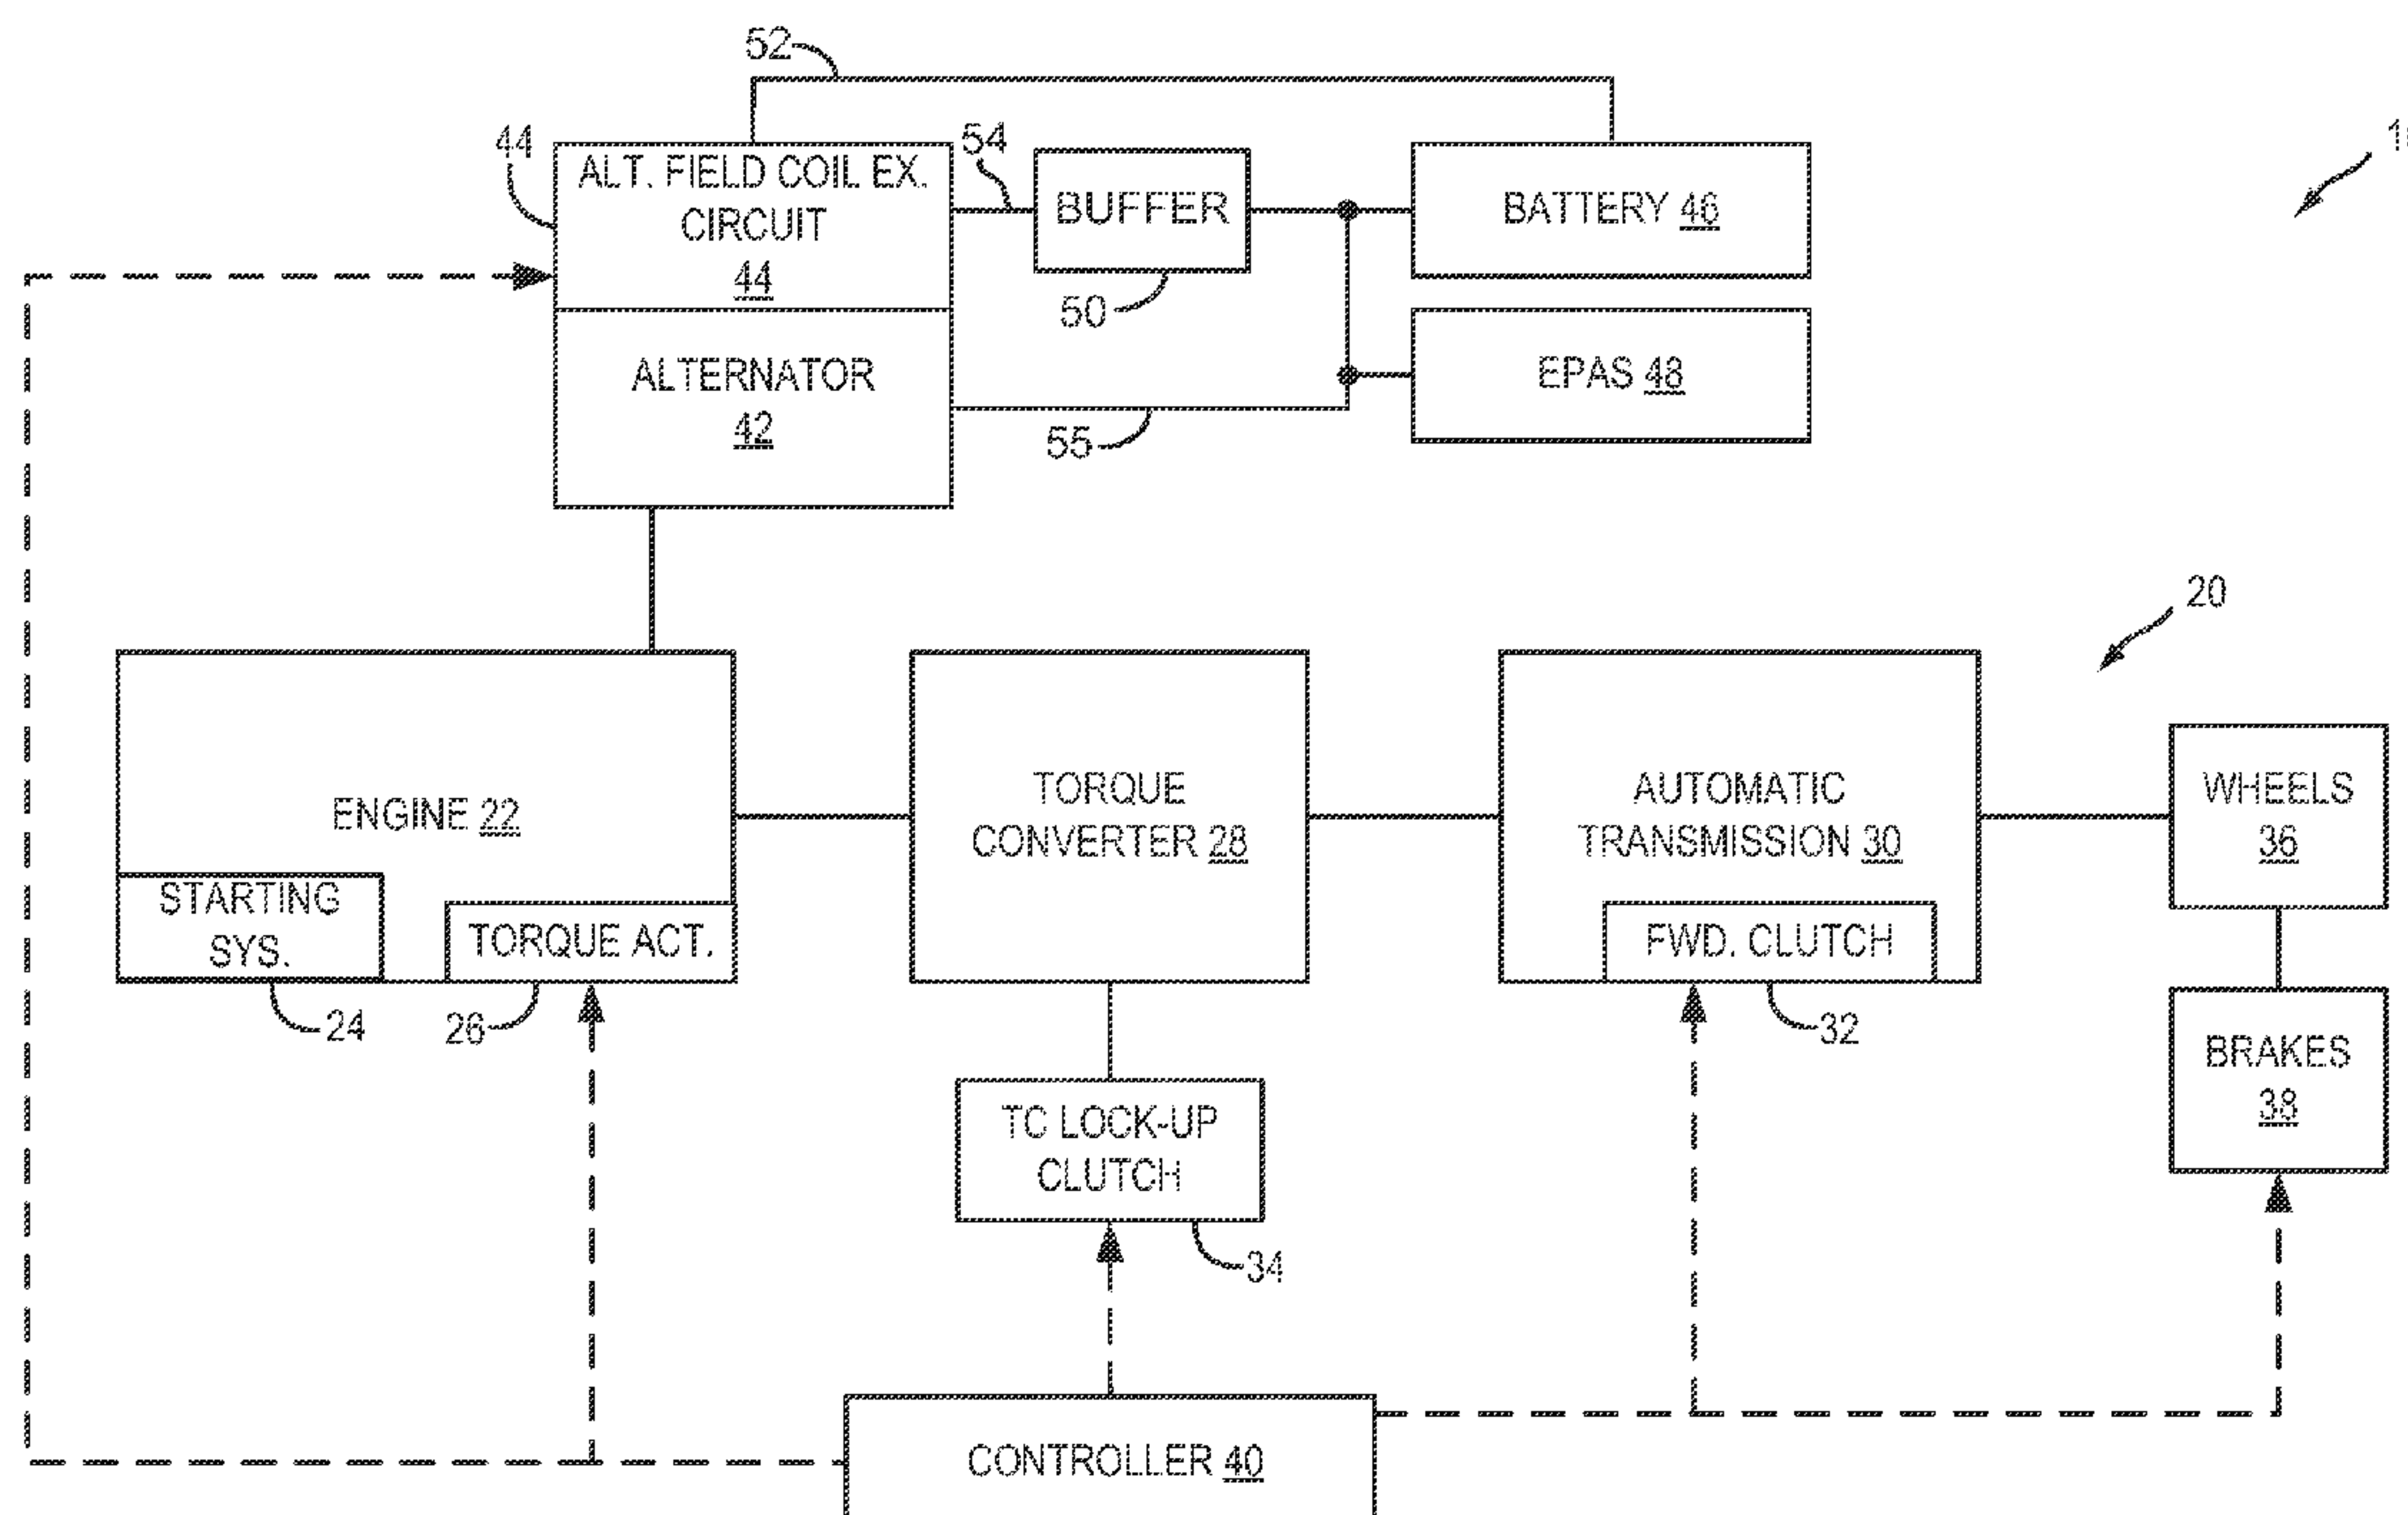 52
44
54
18
ALT. FIELD COIL EX.
CIRCUIT
44
BUFFER
50
BATTERY 46
ALTERNATOR
42
EPAS 48
55
20
ENGINE 22
STARTING
SYS.
24
TORQUE ACT.
26
TORQUE
CONVERTER 28
AUTOMATIC
TRANSMISSION 30
FWD. CLUTCH
32
WHEELS
36
BRAKES
38
TC LOCK-UP
CLUTCH
34
CONTROLLER 40